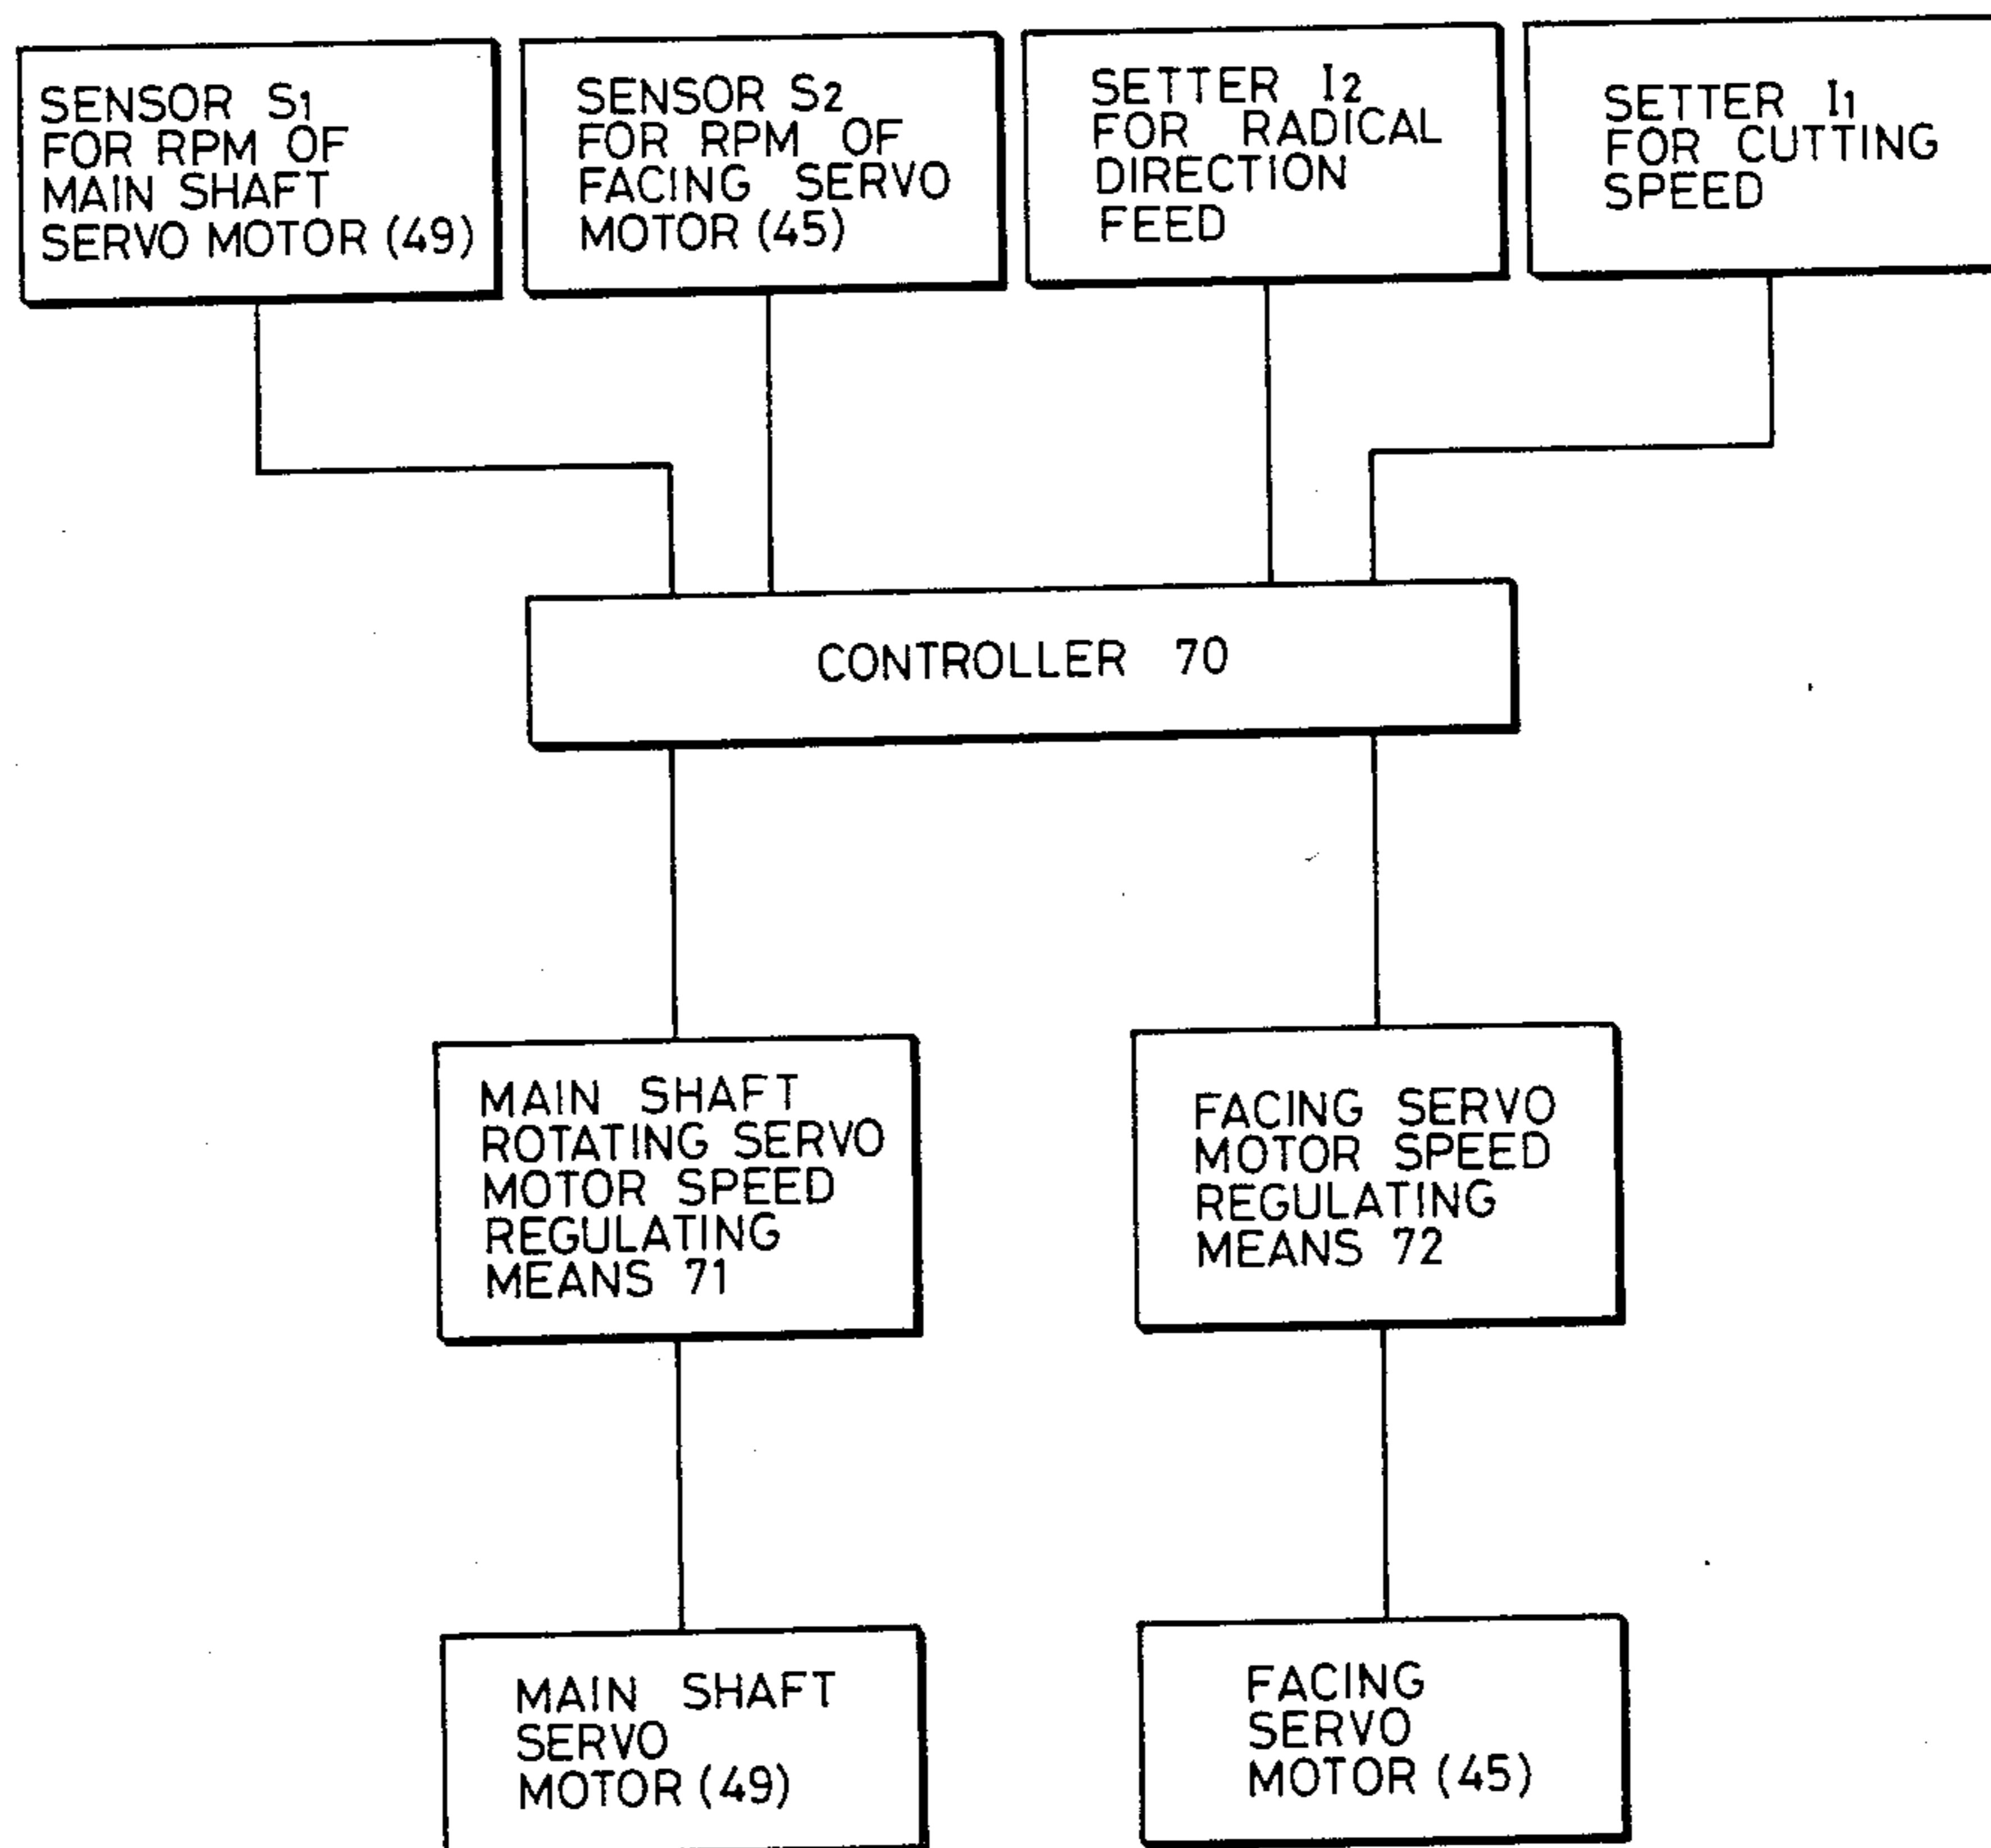 SENSOR S1
FOR RPM OF
MAIN SHAFT
SERVO MOTOR (49)
SENSOR S2
FOR RPM OF
FACING SERVO
MOTOR (45)
SETTER I2
FOR RADICAL
DIRECTION
FEED
SETTER I1
FOR CUTTING
SPEED
CONTROLLER 70
MAIN SHAFT
ROTATING SERVO
MOTOR SPEED
REGULATING
MEANS 71
FACING SERVO
MOTOR SPEED
REGULATING
MEANS 72
MAIN SHAFT
SERVO
MOTOR (49)
FACING
SERVO
MOTOR (45)